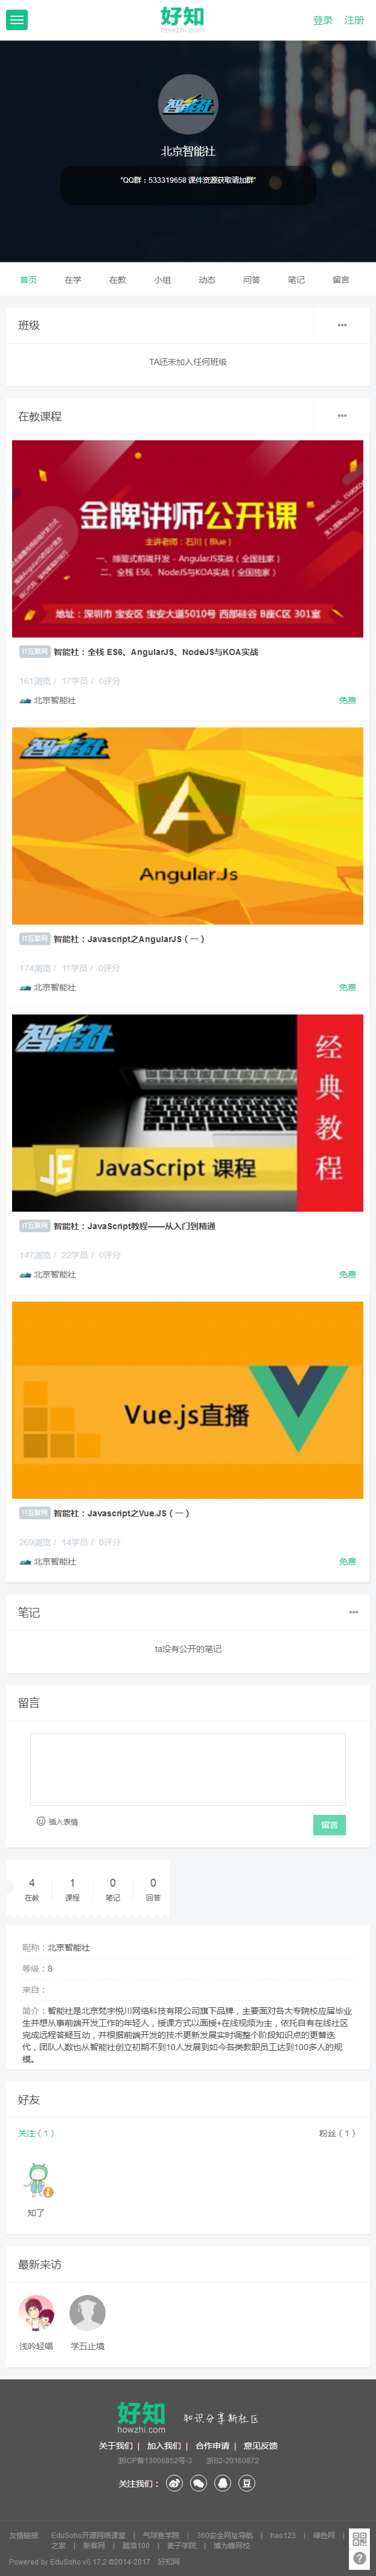 好知
howzhi.com
登录 注册
智能社
北京智能社
“QQ群：533319658 课件资源获取请加群”
首页 在学 在教 小组 动态 问答 笔记 留言
班级
TA还未加入任何班级
在教课程
金牌讲师公开课
主讲老师：石川（Blue）
一、颠覆式前端开发 - AngularJS实战（全国独家）
二、全栈 ES6、NodeJS与KOA实战（全国独家）
地址：深圳市 宝安区 宝安大道5010号 西部硅谷 B座C区 301室
IT互联网 智能社：全栈 ES6、AngularJS、NodeJS与KOA实战
161浏览 / 17学员 / 0评分
北京智能社 免费
智能社
AngularJs
IT互联网 智能社：Javascript之AngularJS（一）
174浏览 / 11学员 / 0评分
北京智能社 免费
智能社
经典教程
JS
JavaScript 课程
IT互联网 智能社：JavaScript教程——从入门到精通
147浏览 / 22学员 / 0评分
北京智能社 免费
Vue.js直播
IT互联网 智能社：Javascript之Vue.JS（一）
269浏览 / 14学员 / 0评分
北京智能社 免费
笔记
ta没有公开的笔记
留言
插入表情
留言
4 1 0 0
在教 课程 笔记 回答
昵称：北京智能社
等级：8
来自：
简介：智能社是北京梵宇悦川网络科技有限公司旗下品牌，主要面对各大专院校应届毕业
生并想从事前端开发工作的年轻人，授课方式以面授+在线视频为主，依托自有在线社区
完成远程答疑互动，并根据前端开发的技术更新发展实时调整个阶段知识点的更替迭
代，团队人数也从智能社创立初期不到10人发展到如今各类教职员工达到100多人的规
模。
好友
关注（1） 粉丝（1）
知了
最新来访
浅吟轻唱 学五止境
好知
howzhi.com
知识分享新社区
关于我们 | 加入我们 | 合作申请 | 意见反馈
浙ICP备13006852号-3 浙B2-20160872
关注我们：
友情链接: EduSoho开源网络课堂 | 气球鱼学院 | 360安全网址导航 | hao123 | 绿色网 |
之家 | 新赛网 | 酷浪100 | 麦子学院 | 博为峰网校
Powered by EduSoho v8.17.2 ©2014-2017 好知网